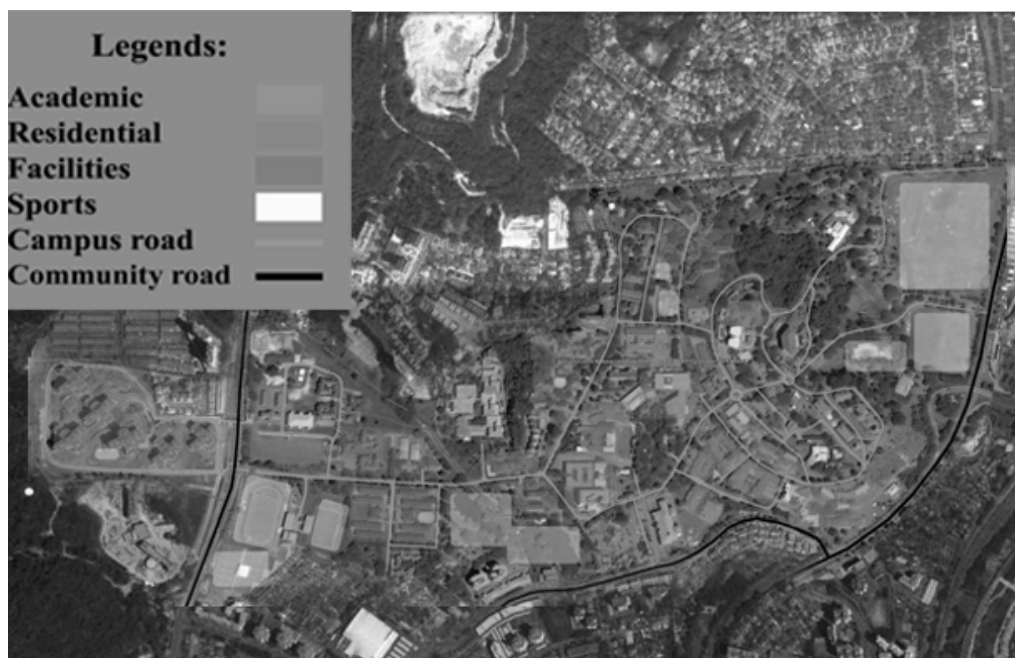 Legends:
Academic
Residential
Facilities
Sports
Campus road
Community road